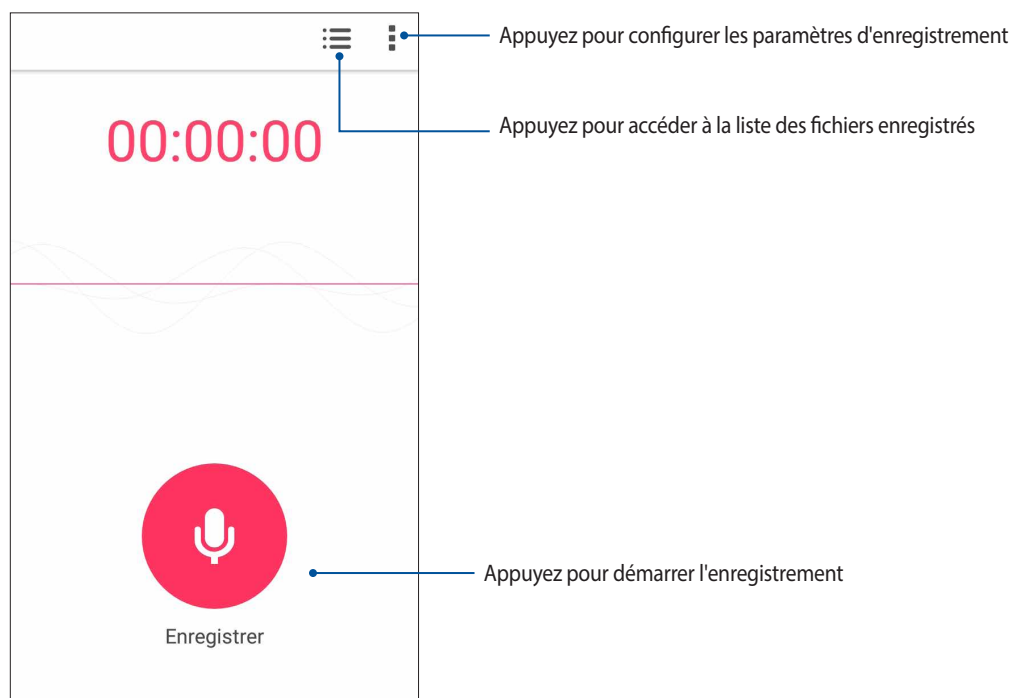 Appuyez pour configurer les paramètres d'enregistrement
Appuyez pour accéder à la liste des fichiers enregistrés
00:00:00
Appuyez pour démarrer l'enregistrement
Enregistrer